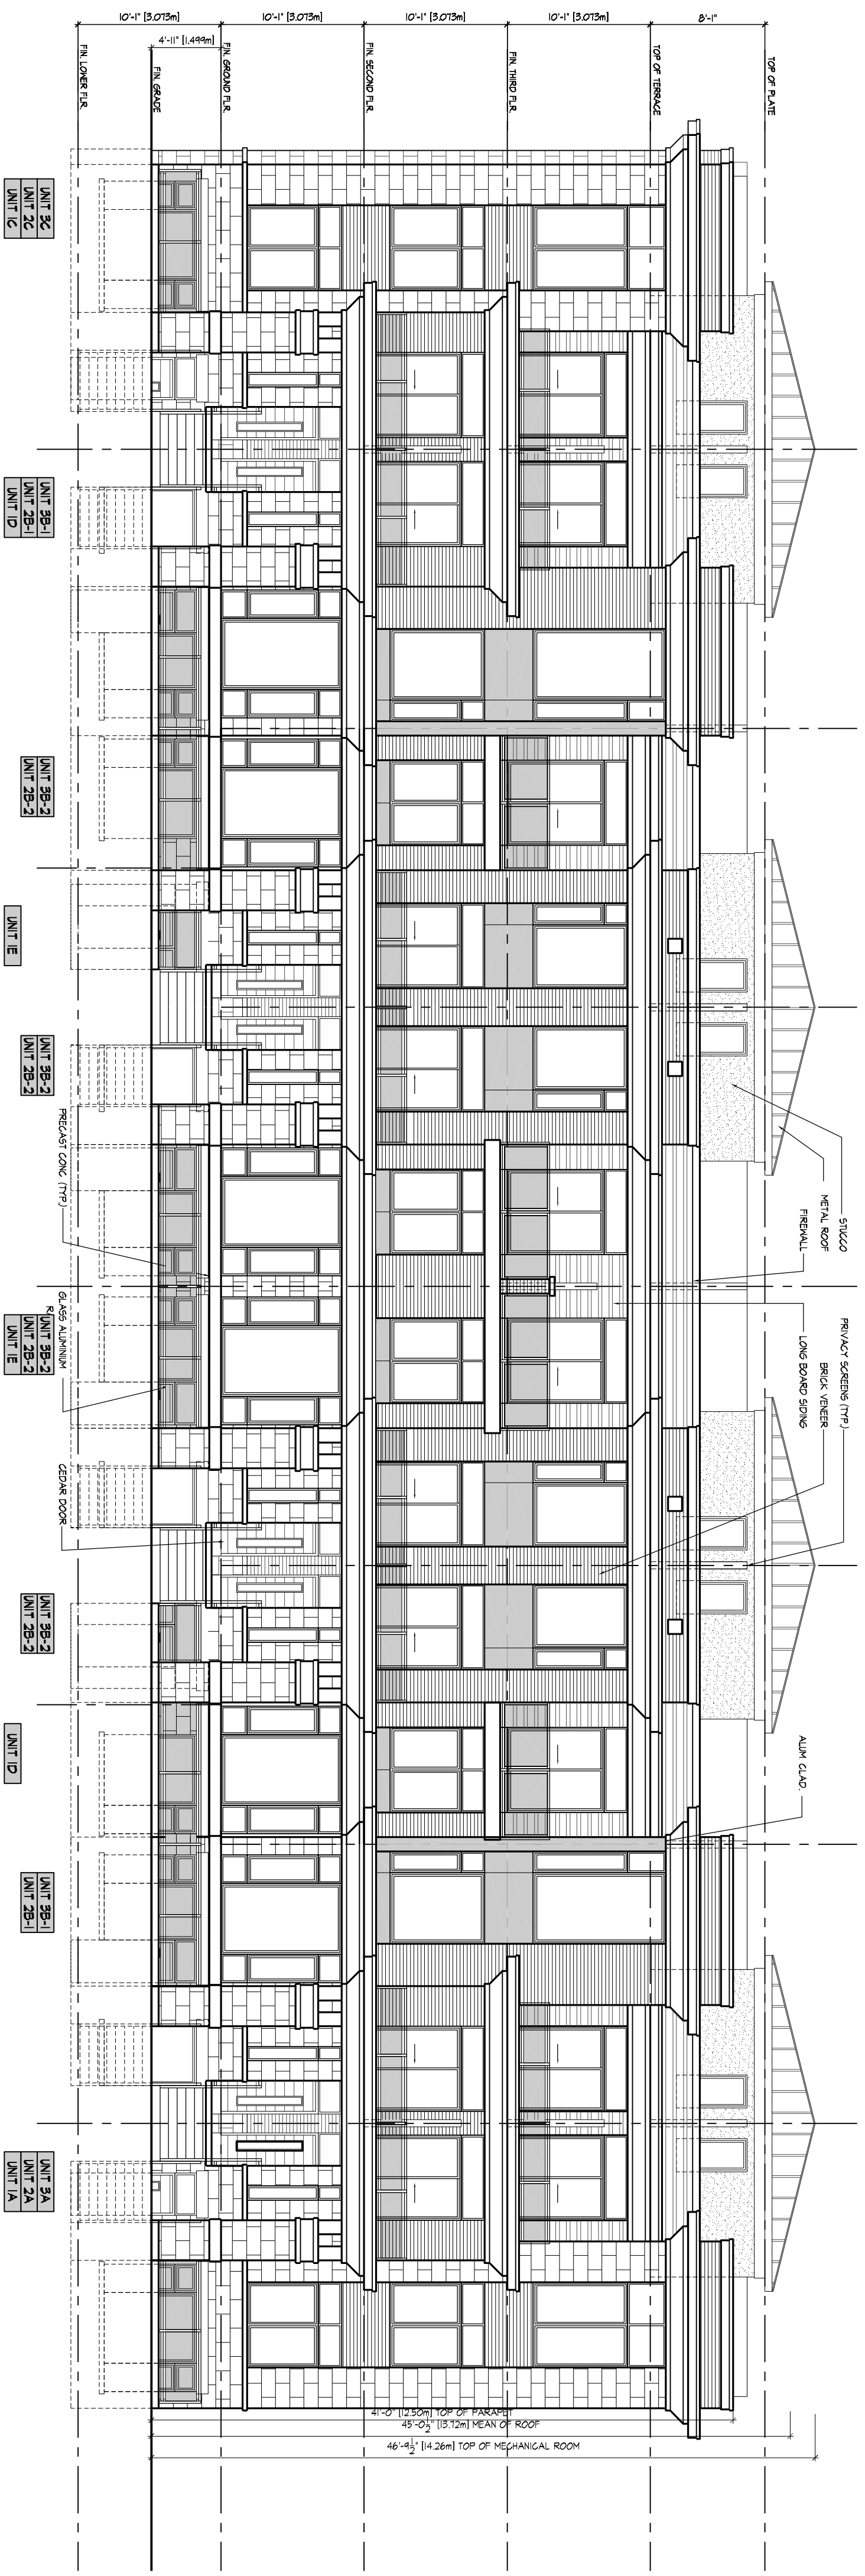 10'-1" [3.073m]
10'-1" [3.073m]
10'-1" [3.073m]
10'-1" [3.073m]
8'-1"
4'-11" [1.499m]
FIN. LOWER FLR.
FIN. GRADE
FIN. GROUND FLR.
FIN. SECOND FLR.
FIN. THIRD FLR.
TOP OF TERRACE
TOP OF PLATE
UNIT 3C
UNIT 2C
UNIT 1C
UNIT 3B-1
UNIT 2B-1
UNIT 1D
UNIT 3B-2
UNIT 2B-2
UNIT 1E
UNIT 3B-2
UNIT 2B-2
PRECAST CONC. (TYP.)
STUCCO
METAL ROOF
FIREWALL
GLASS ALUMINIUM
R
UNIT 3B-2
UNIT 2B-2
UNIT 1E
PRIVACY SCREENS (TYP.)
BRICK VENEER
LONG BOARD SIDING
CEDAR DOOR
UNIT 3B-2
UNIT 2B-2
UNIT 1D
ALUM CLAD.
UNIT 3B-1
UNIT 2B-1
UNIT 3A
UNIT 2A
UNIT 1A
41'-0" [12.50m] TOP OF PARAPET
45'-0½" [13.72m] MEAN OF ROOF
46'-9½" [14.26m] TOP OF MECHANICAL ROOM